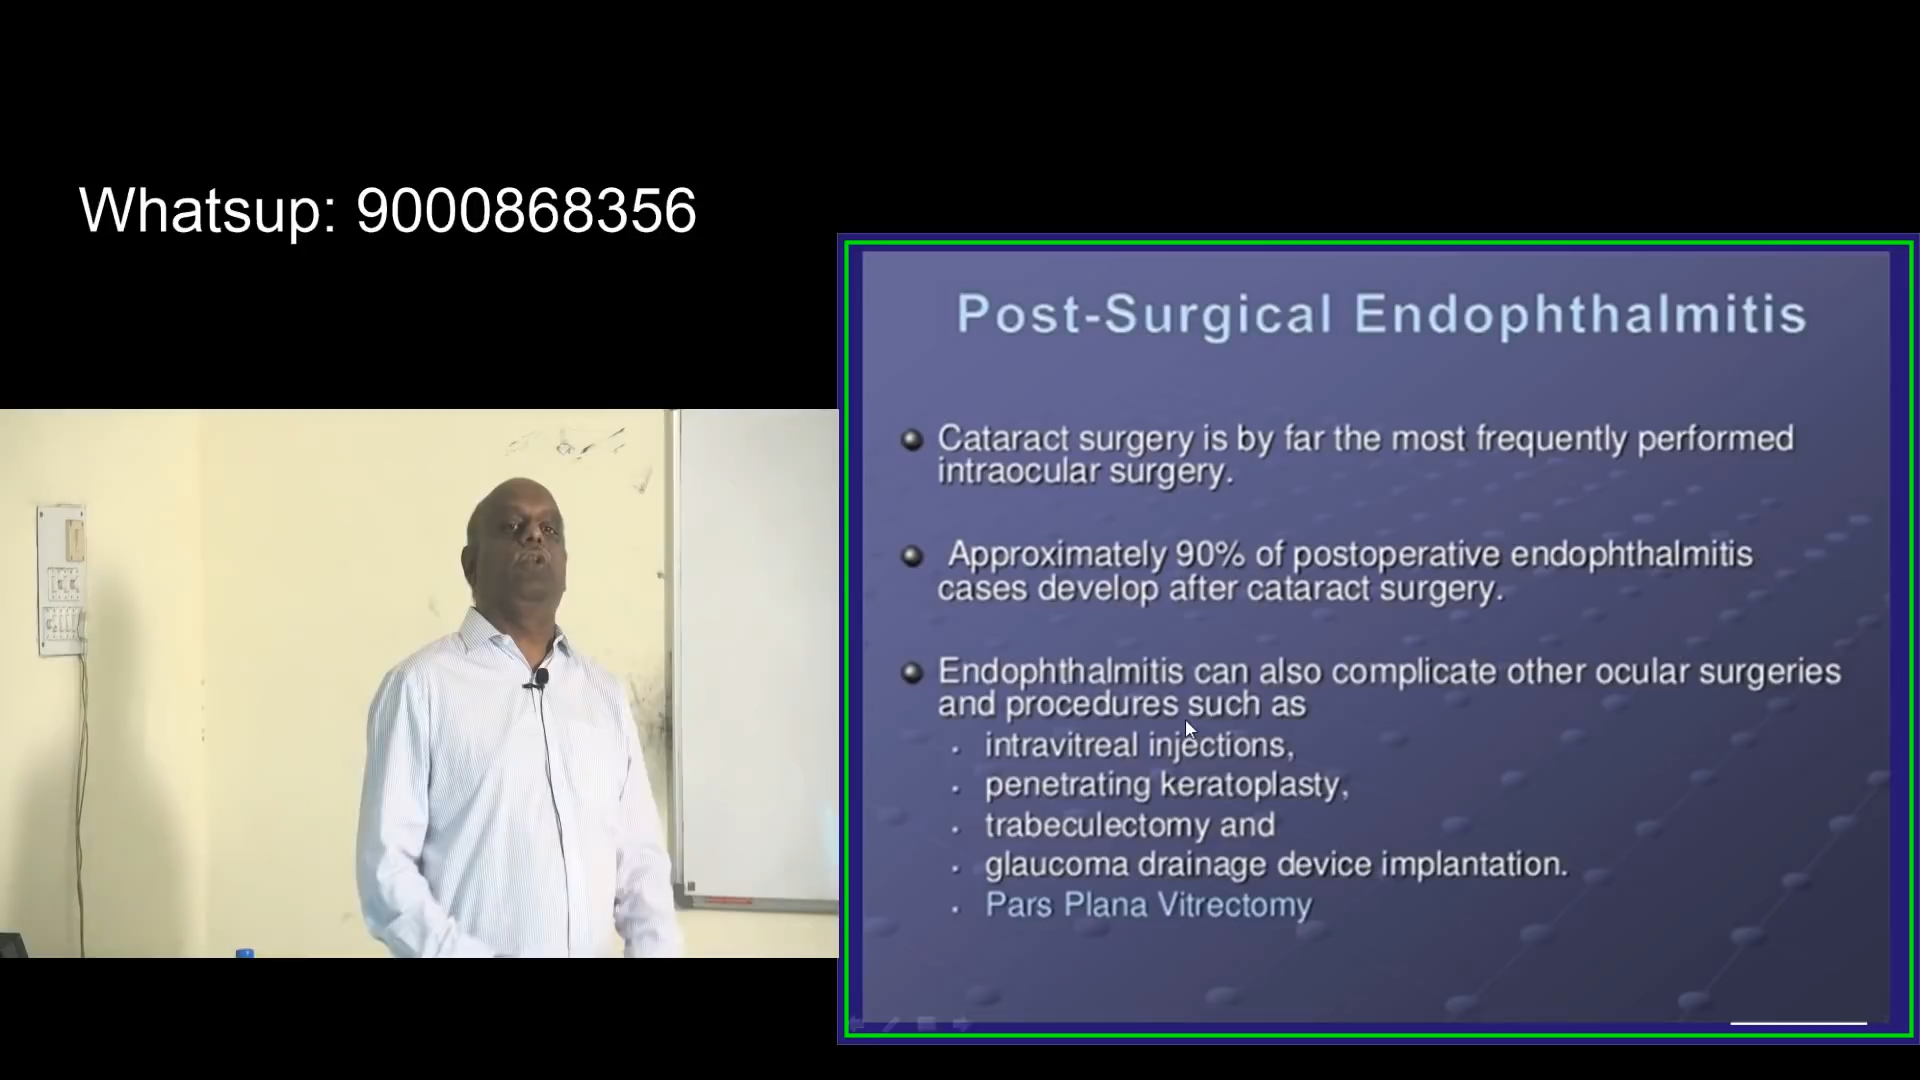 Whatsup: 9000868356
Post-Surgical Endophthalmitis
Cataract surgery is by far the most frequently performed
intraocular surgery.
Approximately 90% of postoperative endophthalmitis
cases develop after cataract surgery.
Endophthalmitis can also complicate other ocular surgeries
and procedures such as
intravitreal injections,
penetrating keratoplasty,
trabeculectomy and
glaucoma drainage device implantation.
Pars Plana Vitrectomy